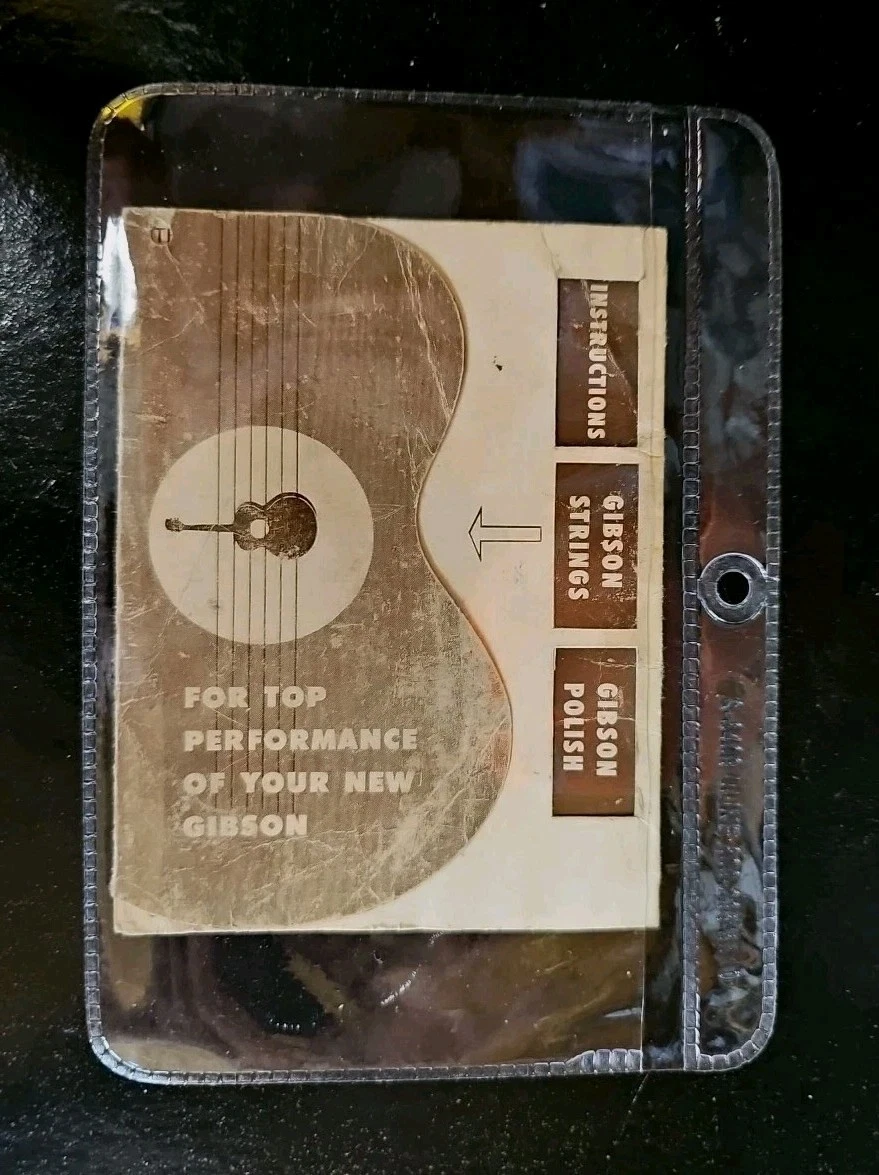 FOR TOP
PERFORMANCE
OF YOUR NEW
GIBSON
INSTRUCTIONS
GIBSON
STRINGS
GIBSON
POLISH